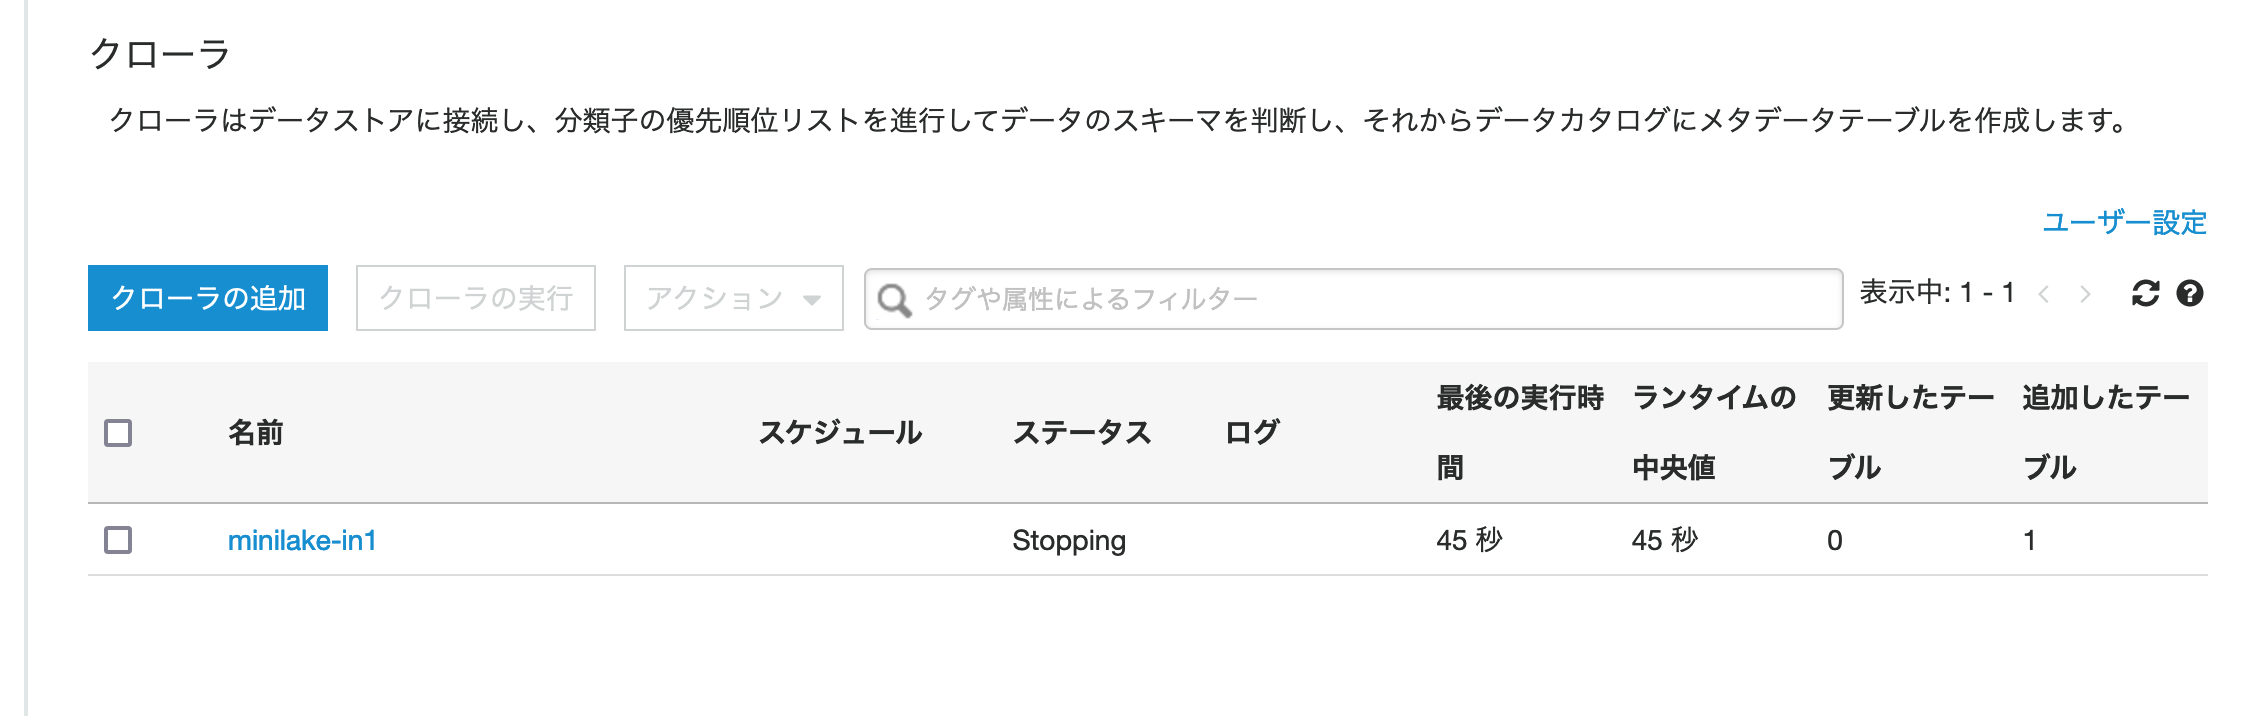 クローラ
クローラはデータストアに接続し、分類子の優先順位リストを進行してデータのスキーマを判断し、それからデータカタログにメタデータテーブルを作成します。
ユーザー設定
クローラの追加 クローラの実行 アクション タグや属性によるフィルター 表示中: 1 - 1
名前 スケジュール ステータス ログ 最後の実行時間 ランタイムの中央値 更新したテーブル 追加したテーブル
minilake-in1 Stopping 45 秒 45 秒 0 1